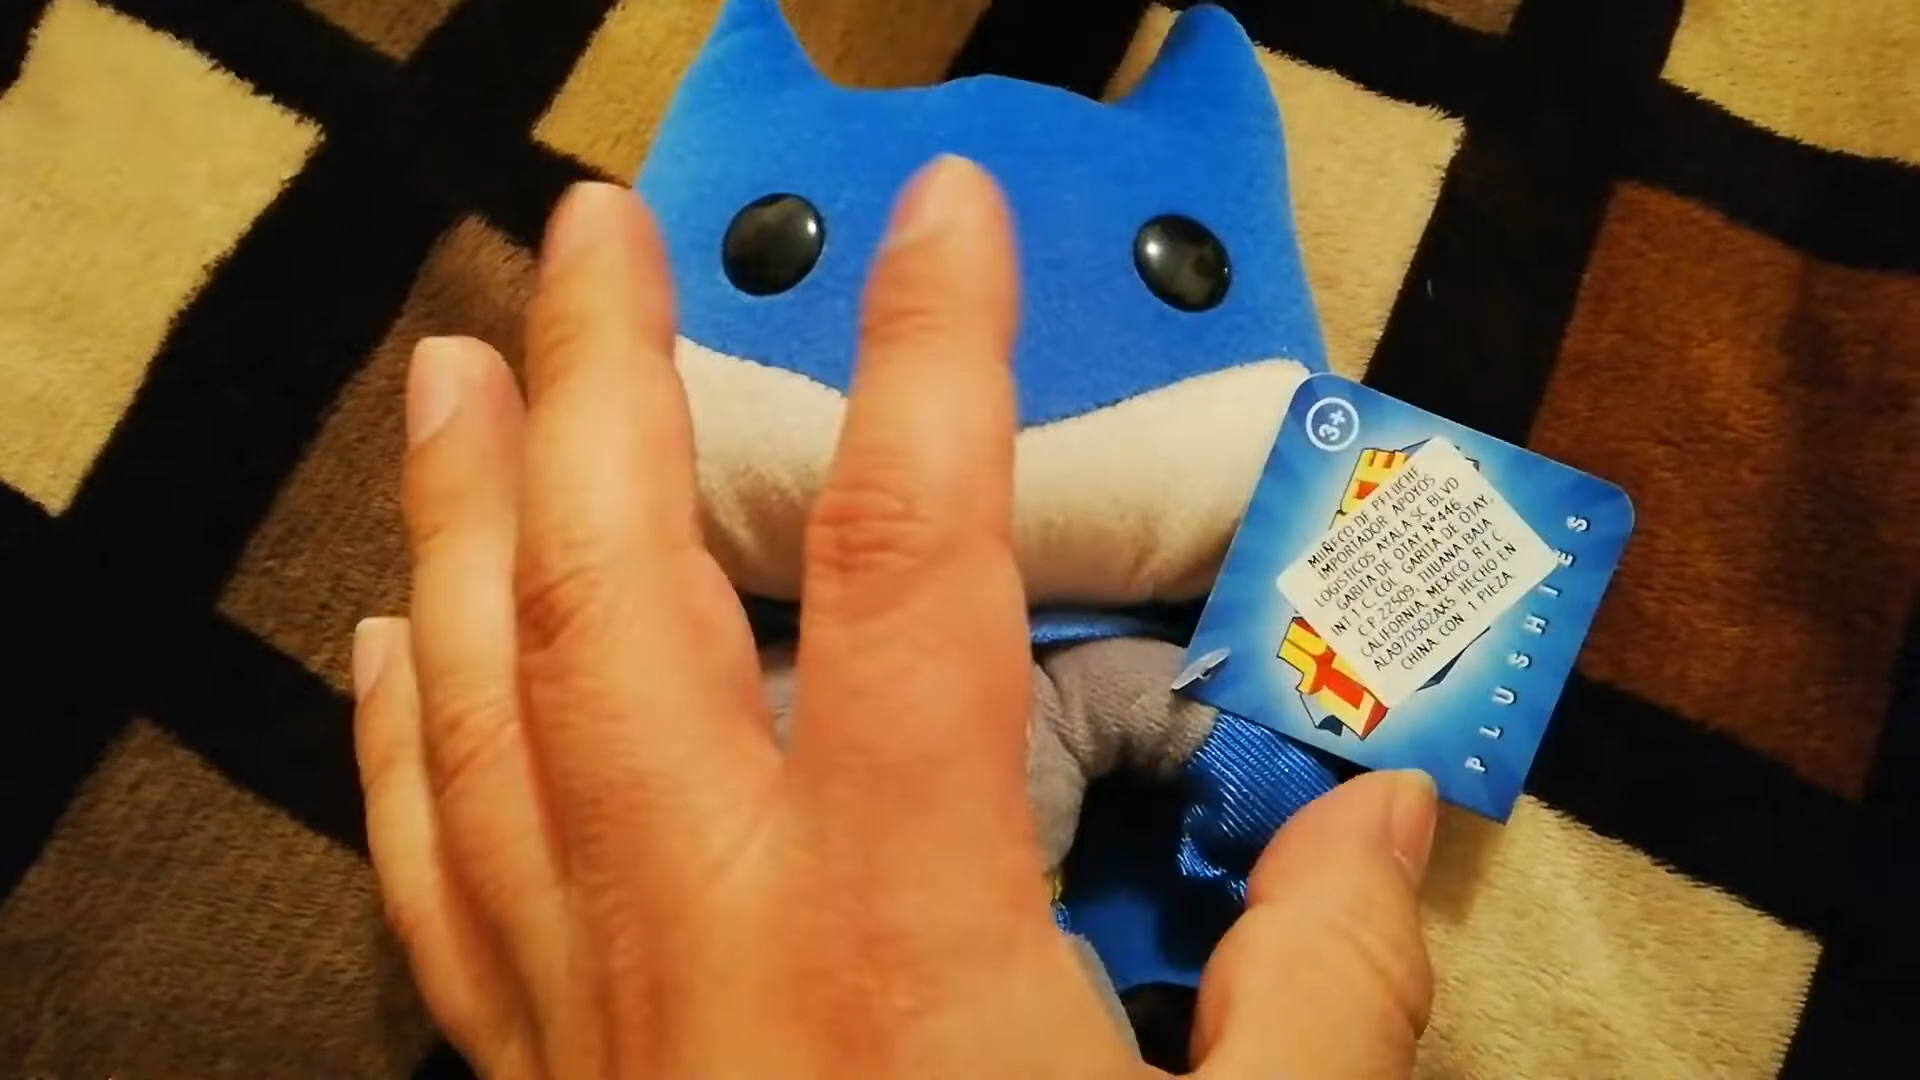 3+
MUÑECO DE PELUCHE
IMPORTADOR APOYOS
LOGISTICOS AYALA SC BLVD
GARITA DE OTAY N°446
INT 1 C COL GARITA DE OTAY,
C P 22509, TIJUANA BAJA
CALIFORNIA, MEXICO R F C
ALA970502AX5 HECHO EN
CHINA CON 1 PIEZA
PLUSHIES